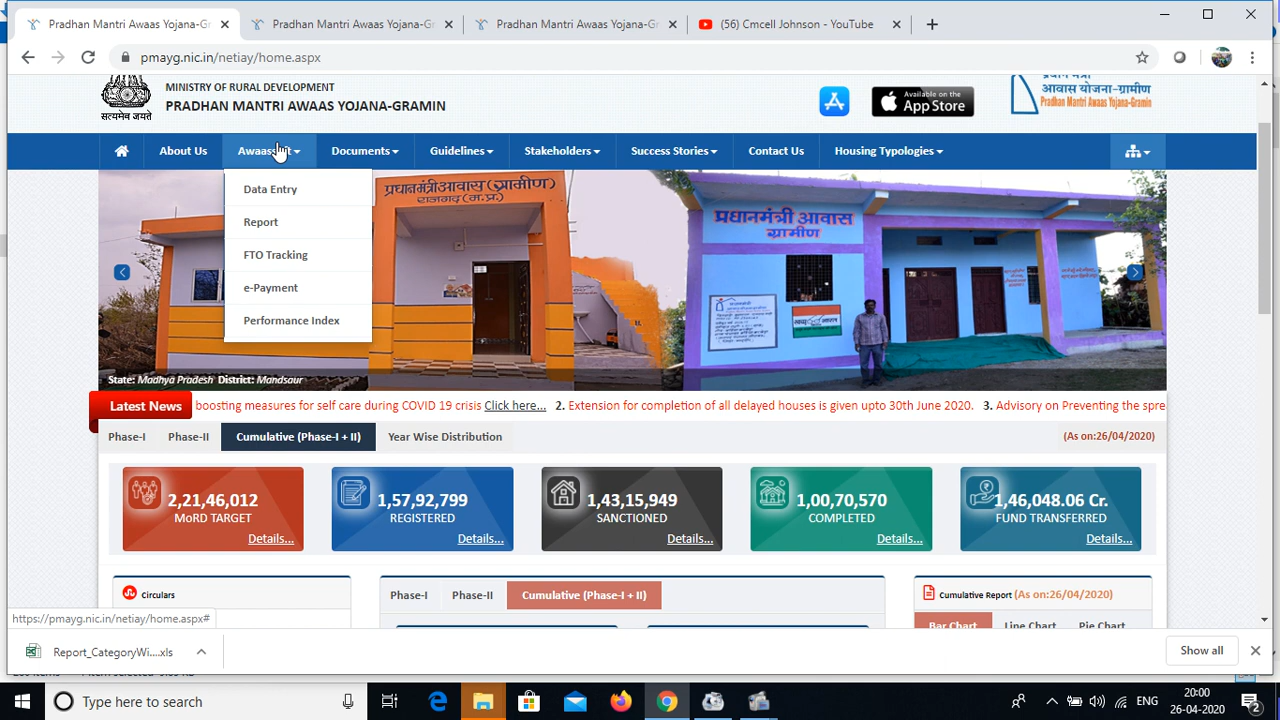 Pradhan Mantri Awaas Yojana-G
Pradhan Mantri Awaas Yojana-G
Pradhan Mantri Awaas Yojana-G
(56) Cmcell Johnson - YouTube
pmayg.nic.in/netiay/home.aspx
सत्यमेव जयते
MINISTRY OF RURAL DEVELOPMENT
PRADHAN MANTRI AWAAS YOJANA-GRAMIN
Available on the
App Store
आवास योजना-ग्रामीण
Pradhan Mantri Awaas Yojana-Gramin
About Us
Documents
Guidelines
Stakeholders
Success Stories
Contact Us
Housing Typologies
Data Entry
Report
FTO Tracking
e-Payment
Performance Index
प्रधानमंत्री आवास (ग्रामीण)
राजगढ़ (म.प्र.)
प्रधानमंत्री आवास
ग्रामीण
State: Madhya Pradesh District: Mandsaur
Latest News
boosting measures for self care during COVID 19 crisis Click here... 2. Extension for completion of all delayed houses is given upto 30th June 2020. 3. Advisory on Preventing the spre
Phase-I Phase-II Cumulative (Phase-I + II) Year Wise Distribution (As on:26/04/2020)
2,21,46,012
MoRD TARGET
Details...
1,57,92,799
REGISTERED
Details...
1,43,15,949
SANCTIONED
Details...
1,00,70,570
COMPLETED
Details...
1,46,048.06 Cr.
FUND TRANSFERRED
Details...
Circulars
Phase-I Phase-II Cumulative (Phase-I + II)
Cumulative Report (As on:26/04/2020)
Bar Chart Line Chart Pie Chart
https://pmayg.nic.in/netiay/home.aspx#
Report_CategoryWi....xls
Show all
Type here to search
ENG
20:00
26-04-2020
2